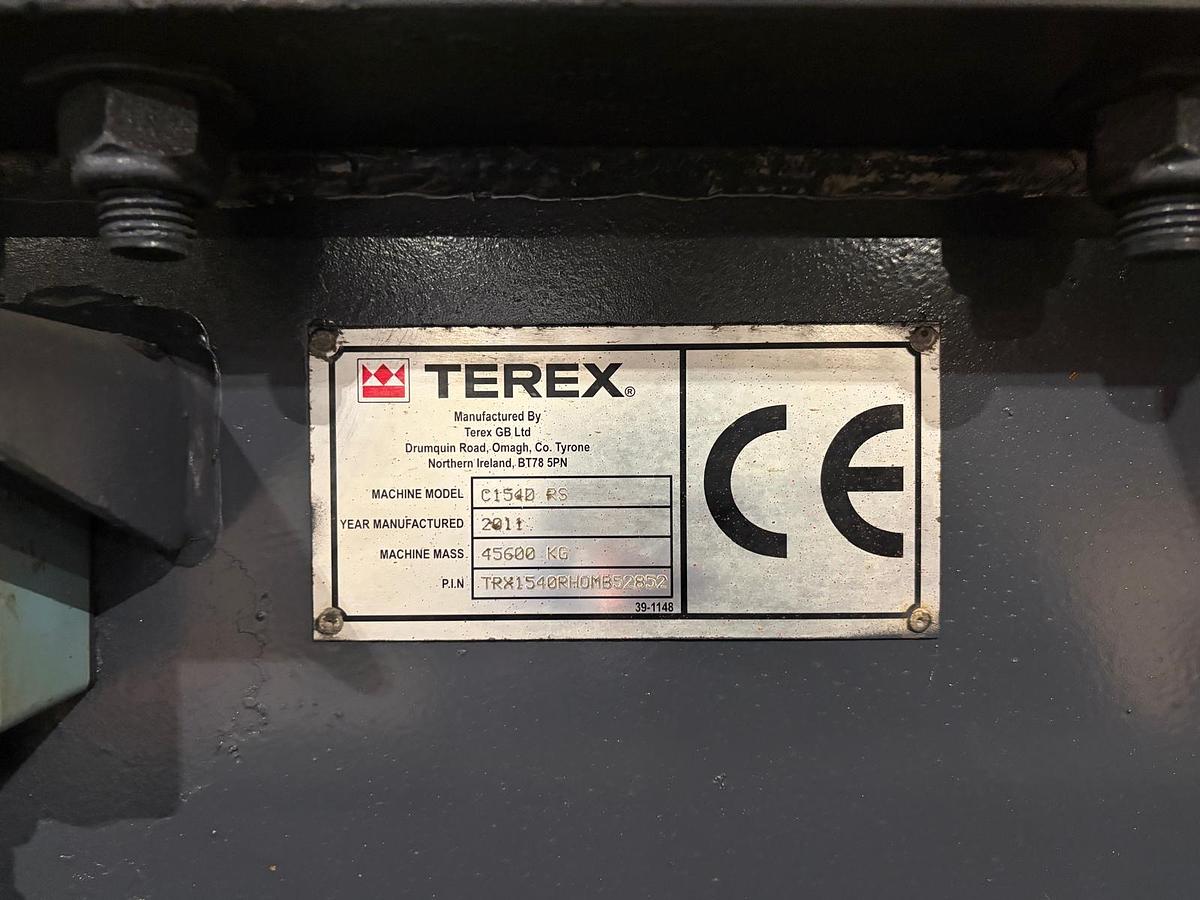 TEREX®
Manufactured By
Terex GB Ltd
Drumquin Road, Omagh, Co. Tyrone
Northern Ireland, BT78 5PN
MACHINE MODEL C1540 RS
YEAR MANUFACTURED 2011
MACHINE MASS 45600 KG
P.I.N TRX1540RHOMB52852
39-1148
CE